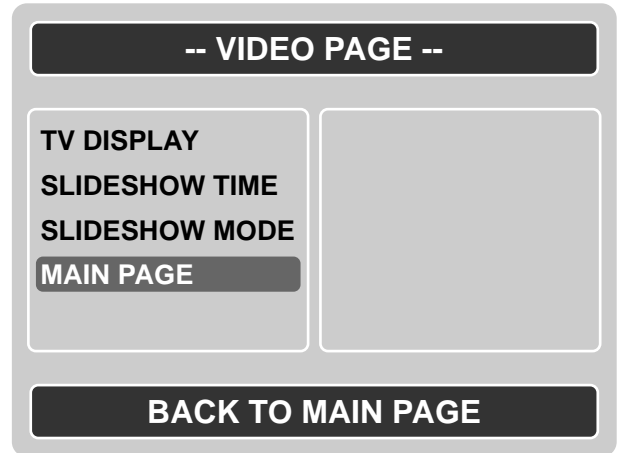 -- VIDEO PAGE --
TV DISPLAY
SLIDESHOW TIME
SLIDESHOW MODE
MAIN PAGE
BACK TO MAIN PAGE